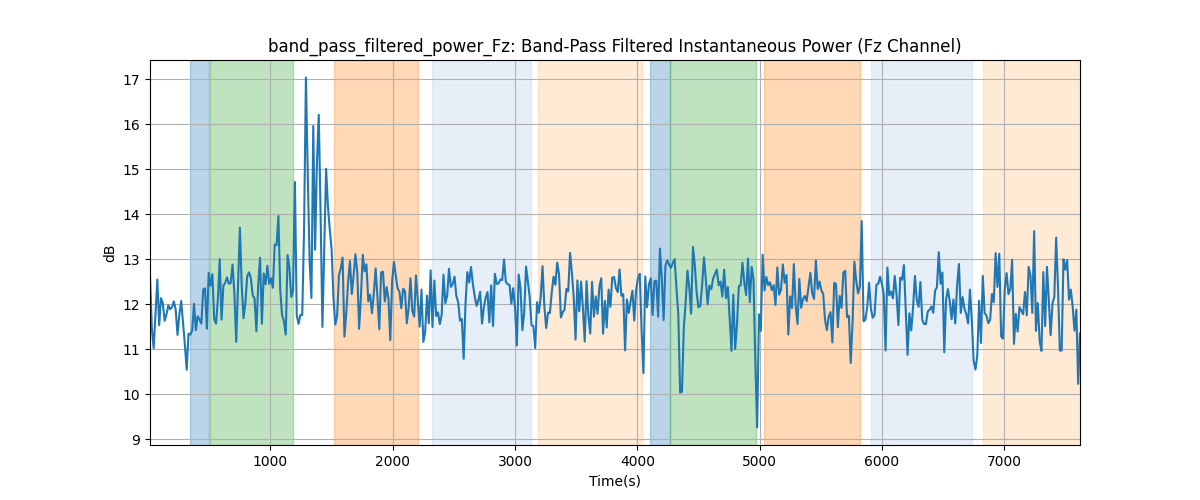 band_pass_filtered_power_Fz: Band-Pass Filtered Instantaneous Power (Fz Channel)
17
16
15
14
13
12
11
10
9
dB
1000 2000 3000 4000 5000 6000 7000
Time(s)